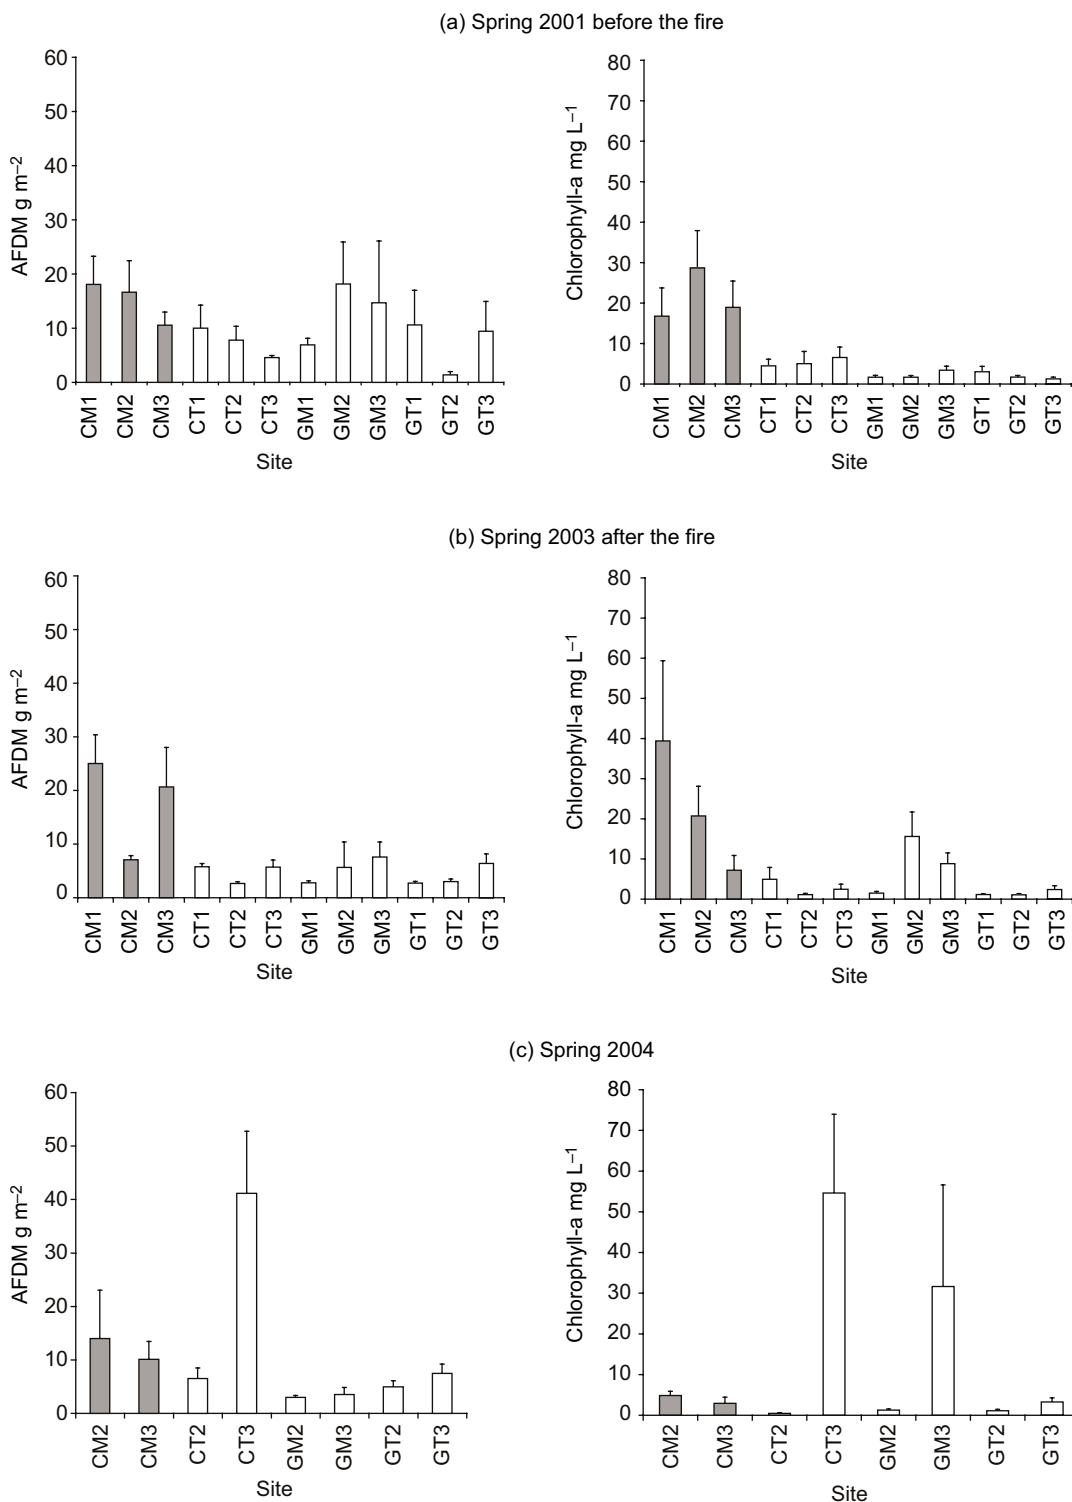 (a) Spring 2001 before the fire
AFDM g m⁻²
60
50
40
30
20
10
0
CM1 CM2 CM3 CT1 CT2 CT3 GM1 GM2 GM3 GT1 GT2 GT3
Site
Chlorophyll-a mg L⁻¹
80
70
60
50
40
30
20
10
0
CM1 CM2 CM3 CT1 CT2 CT3 GM1 GM2 GM3 GT1 GT2 GT3
Site
(b) Spring 2003 after the fire
AFDM g m⁻²
60
50
40
30
20
10
0
CM1 CM2 CM3 CT1 CT2 CT3 GM1 GM2 GM3 GT1 GT2 GT3
Site
Chlorophyll-a mg L⁻¹
80
70
60
50
40
30
20
10
0
CM1 CM2 CM3 CT1 CT2 CT3 GM1 GM2 GM3 GT1 GT2 GT3
Site
(c) Spring 2004
AFDM g m⁻²
60
50
40
30
20
10
0
CM2 CM3 CT2 CT3 GM2 GM3 GT2 GT3
Site
Chlorophyll-a mg L⁻¹
80
70
60
50
40
30
20
10
0
CM2 CM3 CT2 CT3 GM2 GM3 GT2 GT3
Site